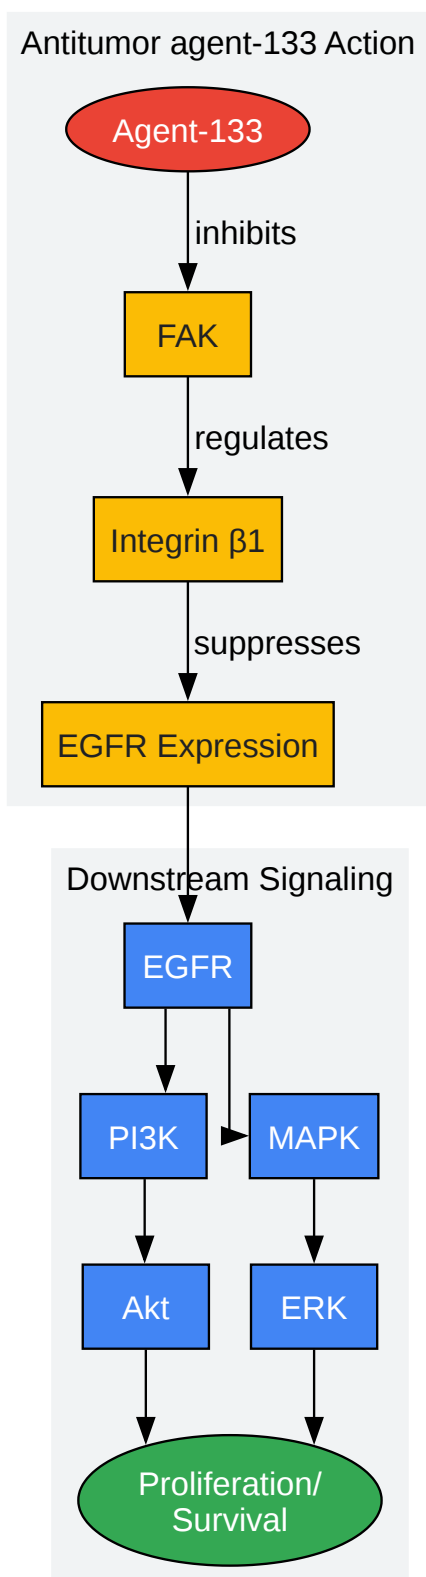 Antitumor agent-133 Action
Agent-133
inhibits
FAK
regulates
Integrin β1
suppresses
EGFR Expression
Downstream Signaling
EGFR
PI3K
MAPK
Akt
ERK
Proliferation/
Survival